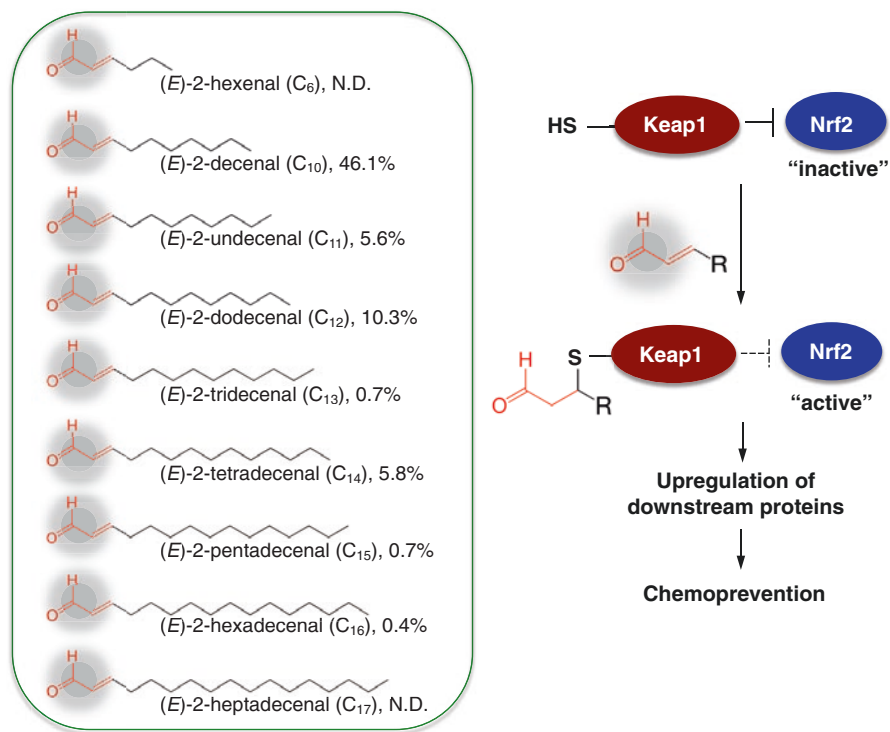 H
O
(E)-2-hexenal (C6), N.D.
H
O
(E)-2-decenal (C10), 46.1%
H
O
(E)-2-undecenal (C11), 5.6%
H
O
(E)-2-dodecenal (C12), 10.3%
H
O
(E)-2-tridecenal (C13), 0.7%
H
O
(E)-2-tetradecenal (C14), 5.8%
H
O
(E)-2-pentadecenal (C15), 0.7%
H
O
(E)-2-hexadecenal (C16), 0.4%
H
O
(E)-2-heptadecenal (C17), N.D.
HS Keap1 Nrf2
“inactive”
H
O R
H S Keap1 Nrf2
O R
“active”
Upregulation of
downstream proteins
Chemoprevention